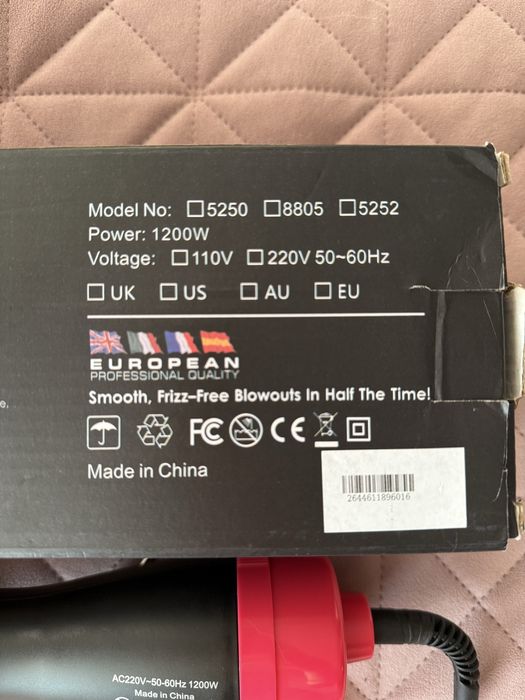 Model No: ☐5250 ☐8805 ☐5252
Power: 1200W
Voltage: ☐110V ☐220V 50~60Hz
☐UK ☐US ☐AU ☐EU
EUROPEAN
PROFESSIONAL QUALITY
Smooth, Frizz–Free Blowouts In Half The Time!
FC CE
Made in China
2644611896016
AC220V~50-60Hz 1200W
Made in China